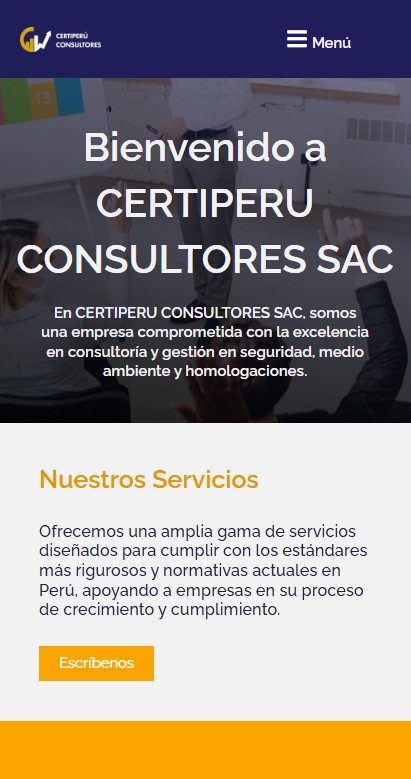 CERTIPERÚ
CONSULTORES
Menú
13
Bienvenido a
CERTIPERU
CONSULTORES SAC
En CERTIPERU CONSULTORES SAC, somos
una empresa comprometida con la excelencia
en consultoría y gestión en seguridad, medio
ambiente y homologaciones.
Nuestros Servicios
Ofrecemos una amplia gama de servicios
diseñados para cumplir con los estándares
más rigurosos y normativas actuales en
Perú, apoyando a empresas en su proceso
de crecimiento y cumplimiento.
Escríbenos